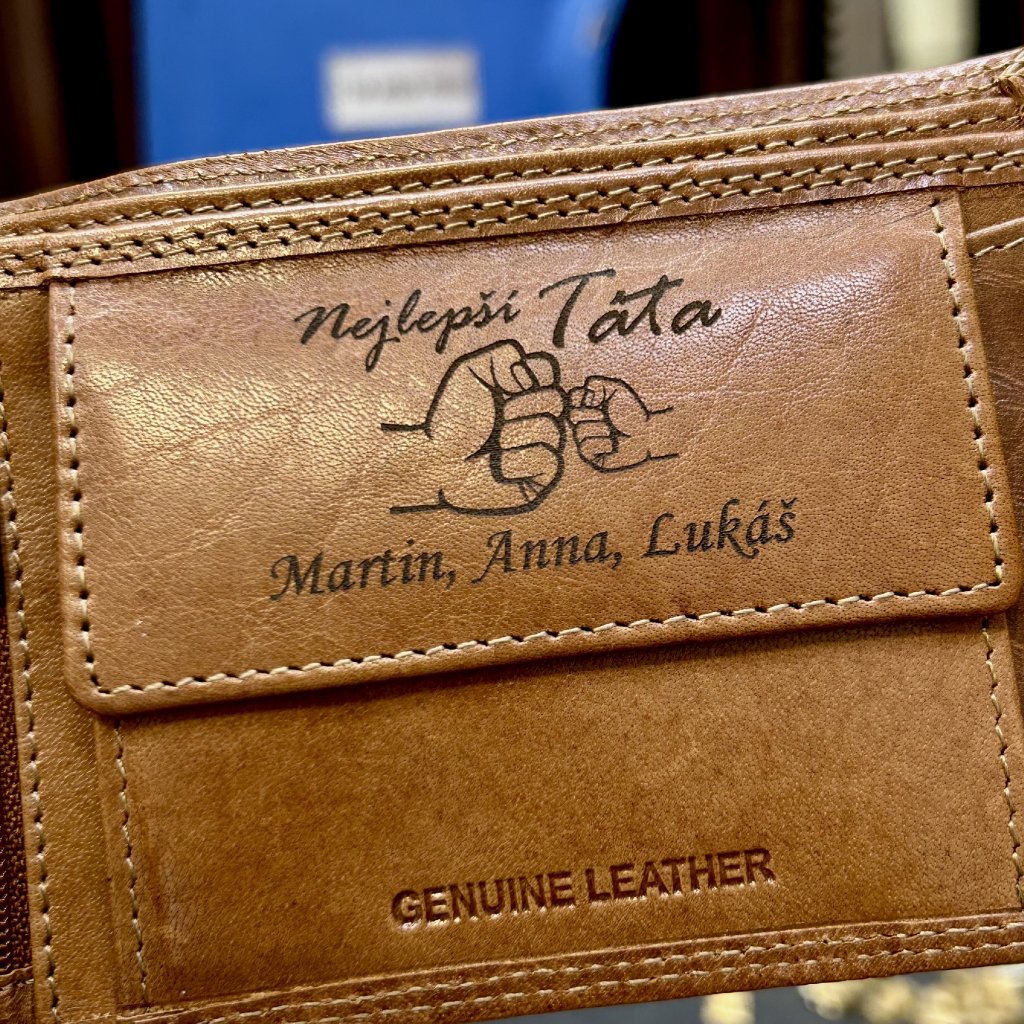 Nejlepší Táta
Martin, Anna, Lukáš
GENUINE LEATHER